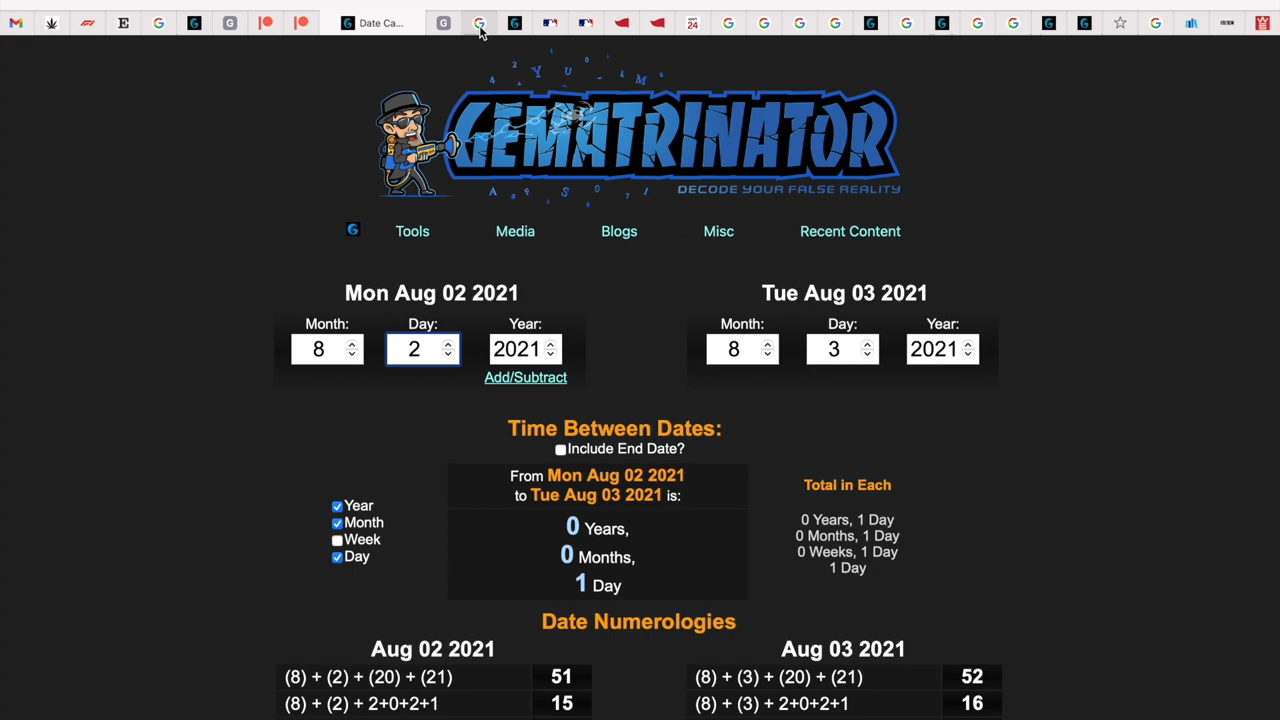 Date Ca...
GEMATRINATOR
DECODE YOUR FALSE REALITY
Tools Media Blogs Misc Recent Content
Mon Aug 02 2021 Tue Aug 03 2021
Month: Day: Year: Month: Day: Year:
8 2 2021 8 3 2021
Add/Subtract
Time Between Dates:
Include End Date?
From Mon Aug 02 2021
to Tue Aug 03 2021 is:
Total in Each
Year
Month
Week
Day
0 Years,
0 Months,
1 Day
0 Years, 1 Day
0 Months, 1 Day
0 Weeks, 1 Day
1 Day
Date Numerologies
Aug 02 2021 Aug 03 2021
(8) + (2) + (20) + (21) 51 (8) + (3) + (20) + (21) 52
(8) + (2) + 2+0+2+1 15 (8) + (3) + 2+0+2+1 16